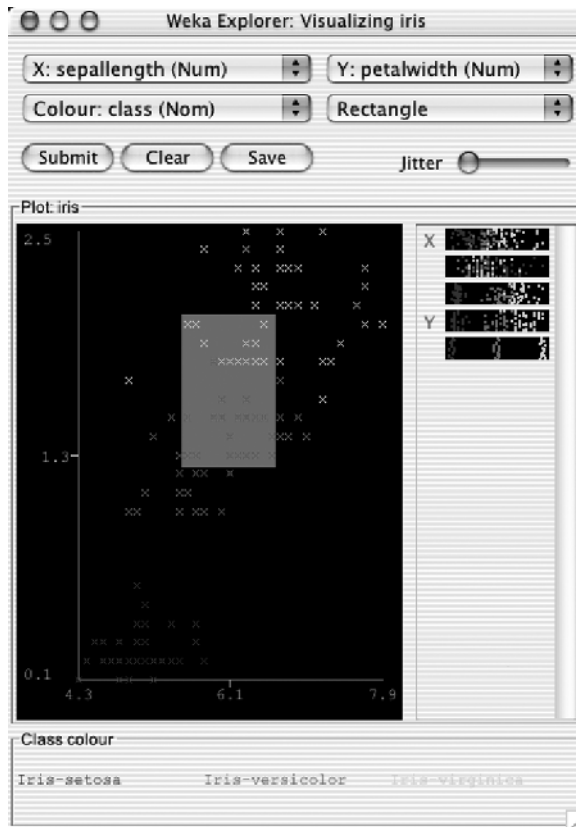 Weka Explorer: Visualizing iris
X: sepallength (Num)
Y: petalwidth (Num)
Colour: class (Nom)
Rectangle
Submit
Clear
Save
Jitter
Plot: iris
2.5
X
Y
1.3
0.1
4.3
6.1
7.9
Class colour
Iris-setosa
Iris-versicolor
Iris-virginica